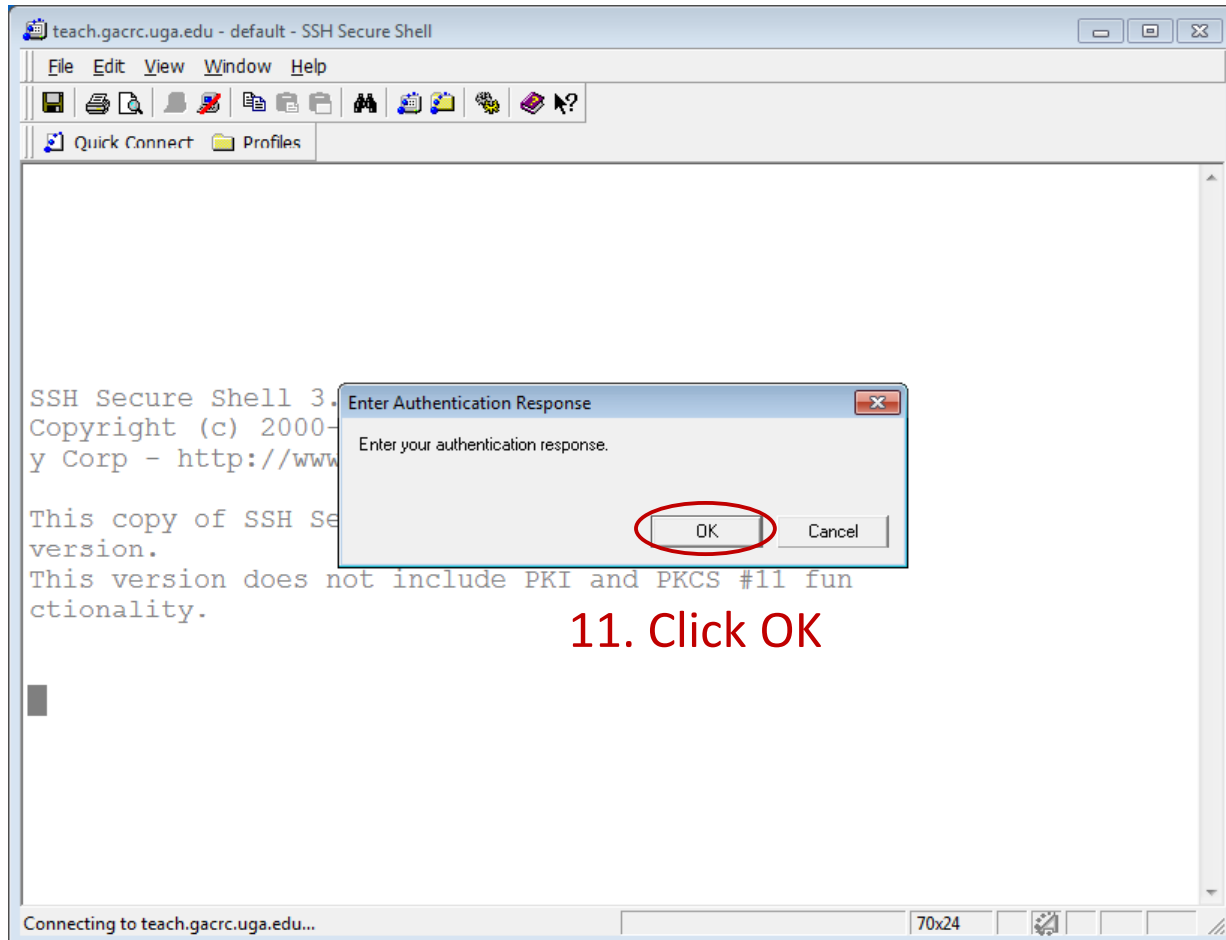 teach.gacrc.uga.edu - default - SSH Secure Shell
File Edit View Window Help
Quick Connect Profiles
SSH Secure Shell 3.
Copyright (c) 2000-
y Corp - http://www
This copy of SSH Se
version.
This version does not include PKI and PKCS #11 fun
ctionality.
Enter Authentication Response
Enter your authentication response.
OK Cancel
11. Click OK
Connecting to teach.gacrc.uga.edu... 70x24